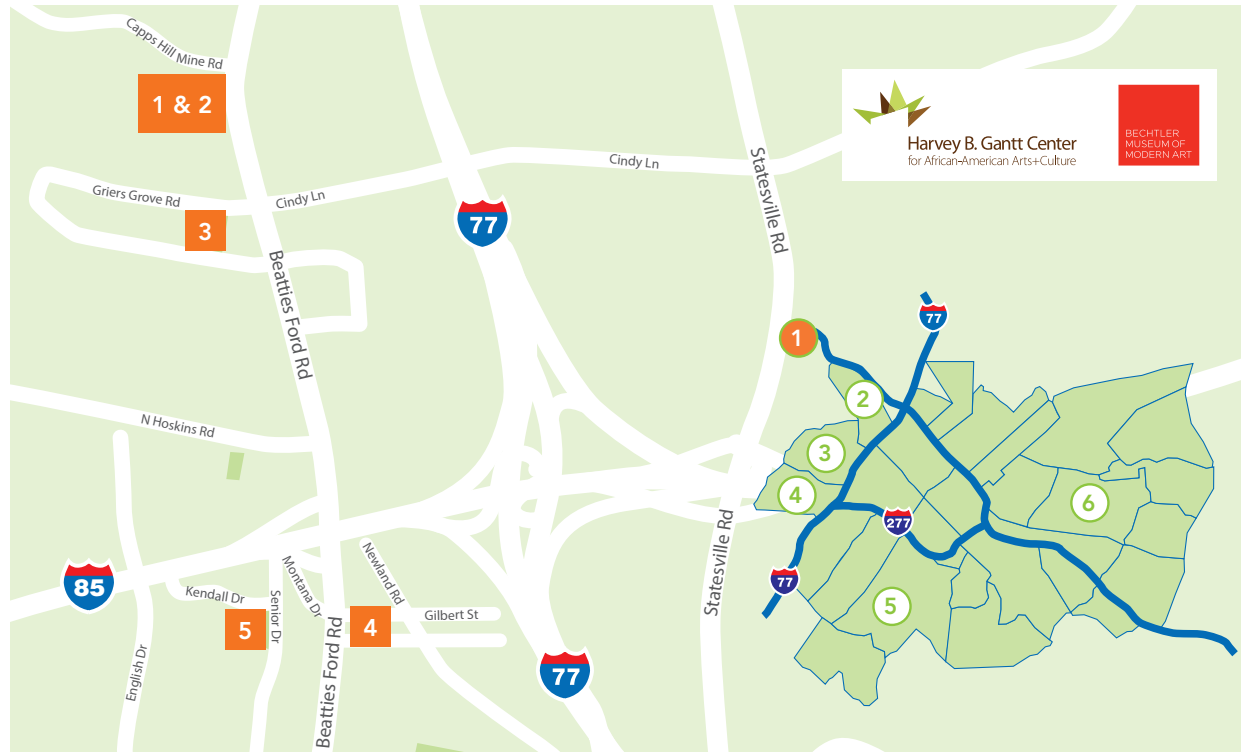 Capps Hill Mine Rd
1 & 2
Harvey B. Gantt Center
for African-American Arts+Culture
BECHTLER
MUSEUM OF
MODERN ART
Cindy Ln
Statesville Rd
Griers Grove Rd
Cindy Ln
3
77
Beatties Ford Rd
77
1
2
N Hoskins Rd
3
4
6
277
Statesville Rd
85
77
Kendall Dr
Senior Dr
Montana Dr
Newland Rd
Gilbert St
5
4
5
English Dr
Beatties Ford Rd
77